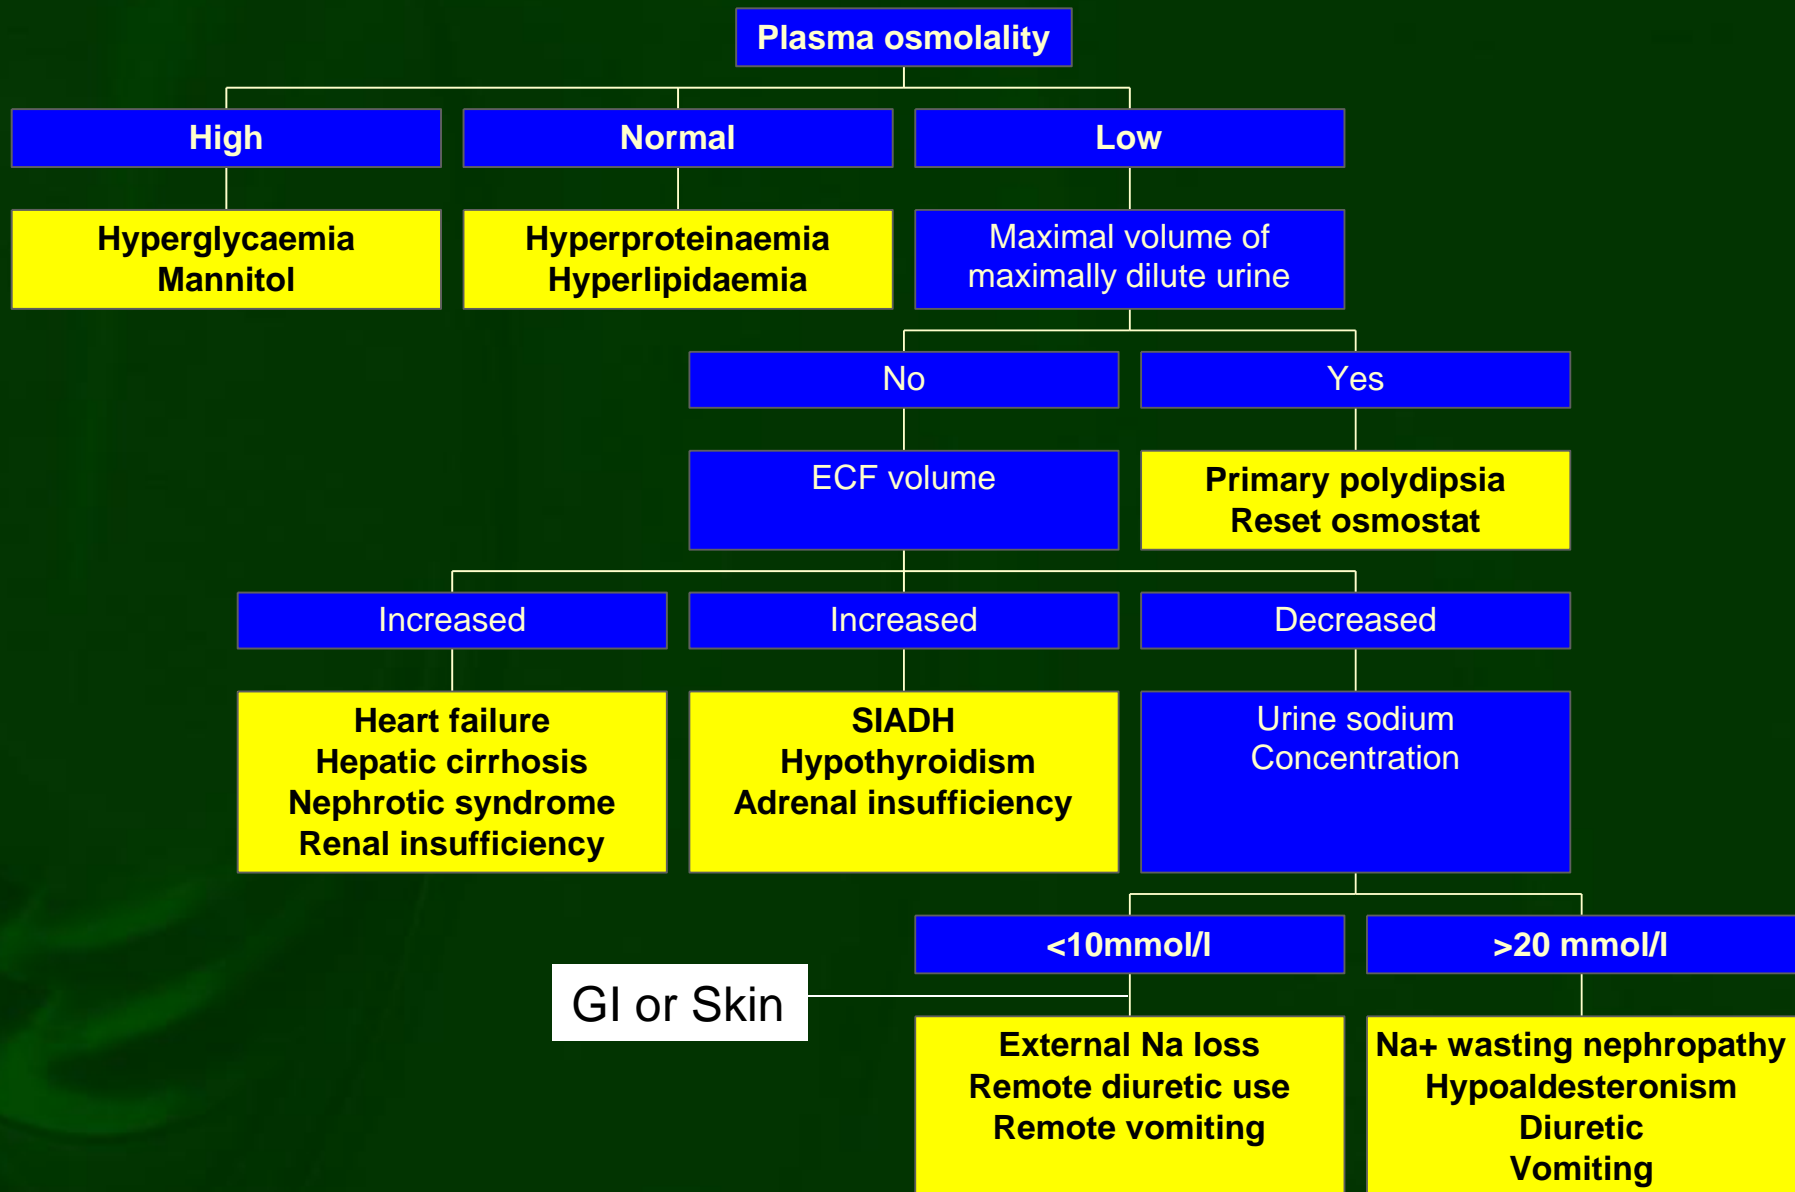 Plasma osmolality
High
Normal
Low
Hyperglycaemia
Mannitol
Hyperproteinaemia
Hyperlipidaemia
Maximal volume of
maximally dilute urine
No
Yes
ECF volume
Primary polydipsia
Reset osmostat
Increased
Increased
Decreased
Heart failure
Hepatic cirrhosis
Nephrotic syndrome
Renal insufficiency
SIADH
Hypothyroidism
Adrenal insufficiency
Urine sodium
Concentration
<10mmol/l
>20 mmol/l
GI or Skin
External Na loss
Remote diuretic use
Remote vomiting
Na+ wasting nephropathy
Hypoaldesteronism
Diuretic
Vomiting